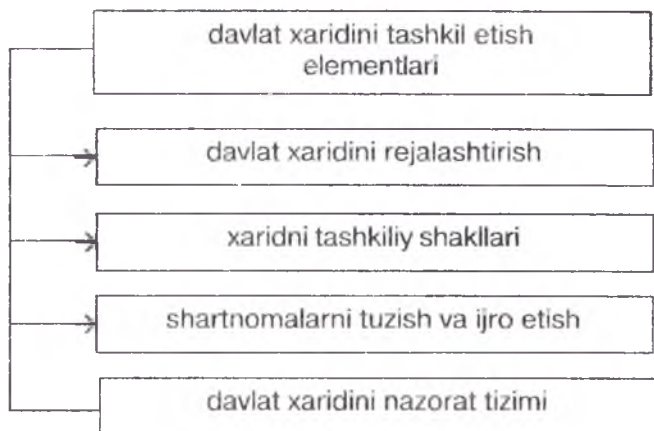 davlat xaridini tashkil etish
elementlari
davlat xaridini rejalashtirish
xaridni tashkiliy shakllari
shartnomalarni tuzish va ijro etish
davlat xaridini nazorat tizimi